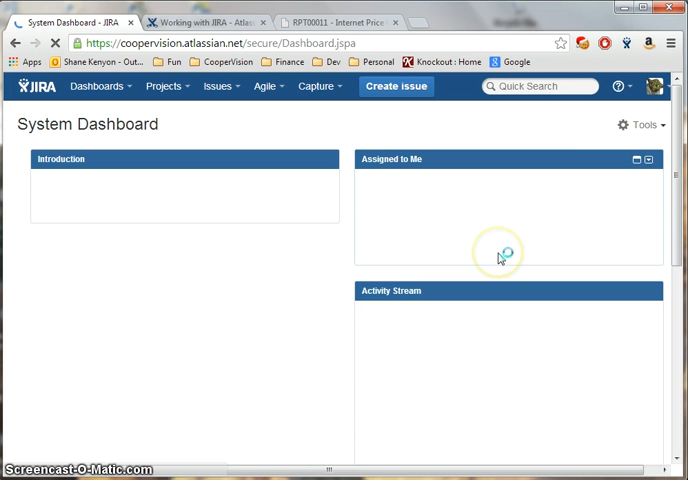 System Dashboard - JIRA
Working with JIRA - Atlas
RPT00011 - Internet Price
https://coopervision.atlassian.net/secure/Dashboard.jspa
Apps Shane Kenyon - Out... Fun CooperVision Finance Dev Personal Knockout : Home Google
JIRA Dashboards Projects Issues Agile Capture Create issue Quick Search
System Dashboard
Tools
Introduction
Assigned to Me
Activity Stream
Screencast-O-Matic.com